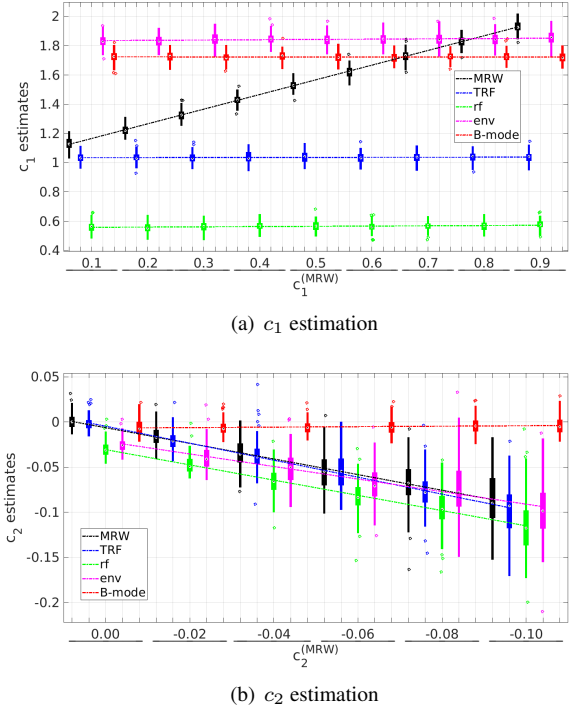 2
1.8
1.6
1.4
1.2
1
0.8
0.6
0.4
c₁ estimates
MRW
TRF
rf
env
B-mode
0.1 0.2 0.3 0.4 0.5 0.6 0.7 0.8 0.9
c₁^(MRW)
(a) c₁ estimation
0.05
0
-0.05
-0.1
-0.15
-0.2
c₂ estimates
MRW
TRF
rf
env
B-mode
0.00 -0.02 -0.04 -0.06 -0.08 -0.10
c₂^(MRW)
(b) c₂ estimation